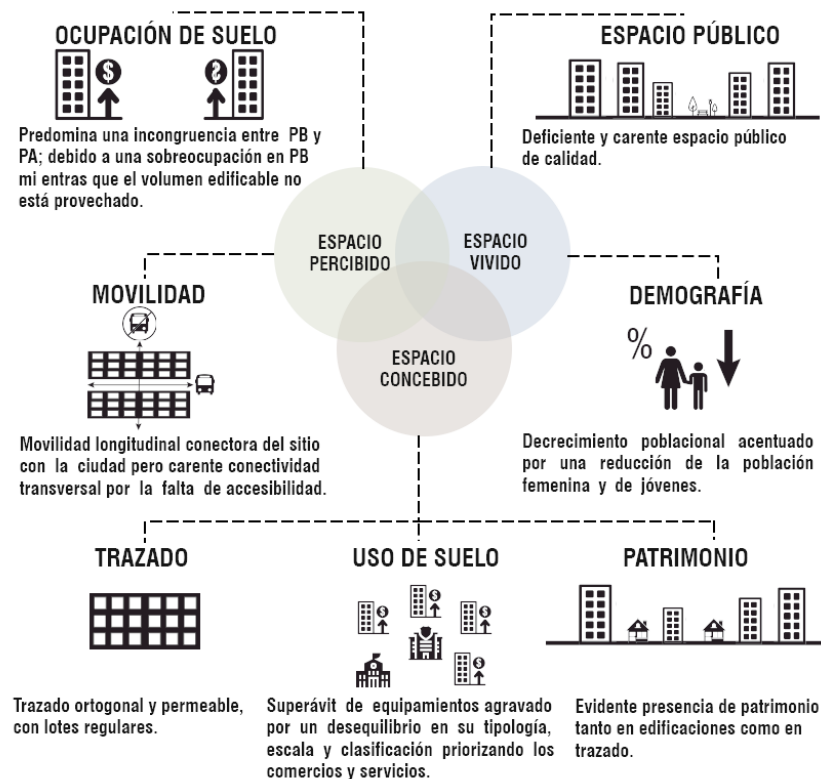 OCUPACIÓN DE SUELO
Predomina una incongruencia entre PB y
PA; debido a una sobreocupación en PB
mi entras que el volumen edificable no
está provechado.
ESPACIO PÚBLICO
Deficiente y carente espacio público
de calidad.
ESPACIO
PERCIBIDO
ESPACIO
VIVIDO
ESPACIO
CONCEBIDO
MOVILIDAD
Movilidad longitudinal conectora del sitio
con la ciudad pero carente conectividad
transversal por la falta de accesibilidad.
DEMOGRAFÍA
%
Decrecimiento poblacional acentuado
por una reducción de la población
femenina y de jóvenes.
TRAZADO
Trazado ortogonal y permeable,
con lotes regulares.
USO DE SUELO
Superávit de equipamientos agravado
por un desequilibrio en su tipología,
escala y clasificación priorizando los
comercios y servicios.
PATRIMONIO
Evidente presencia de patrimonio
tanto en edificaciones como en
trazado.